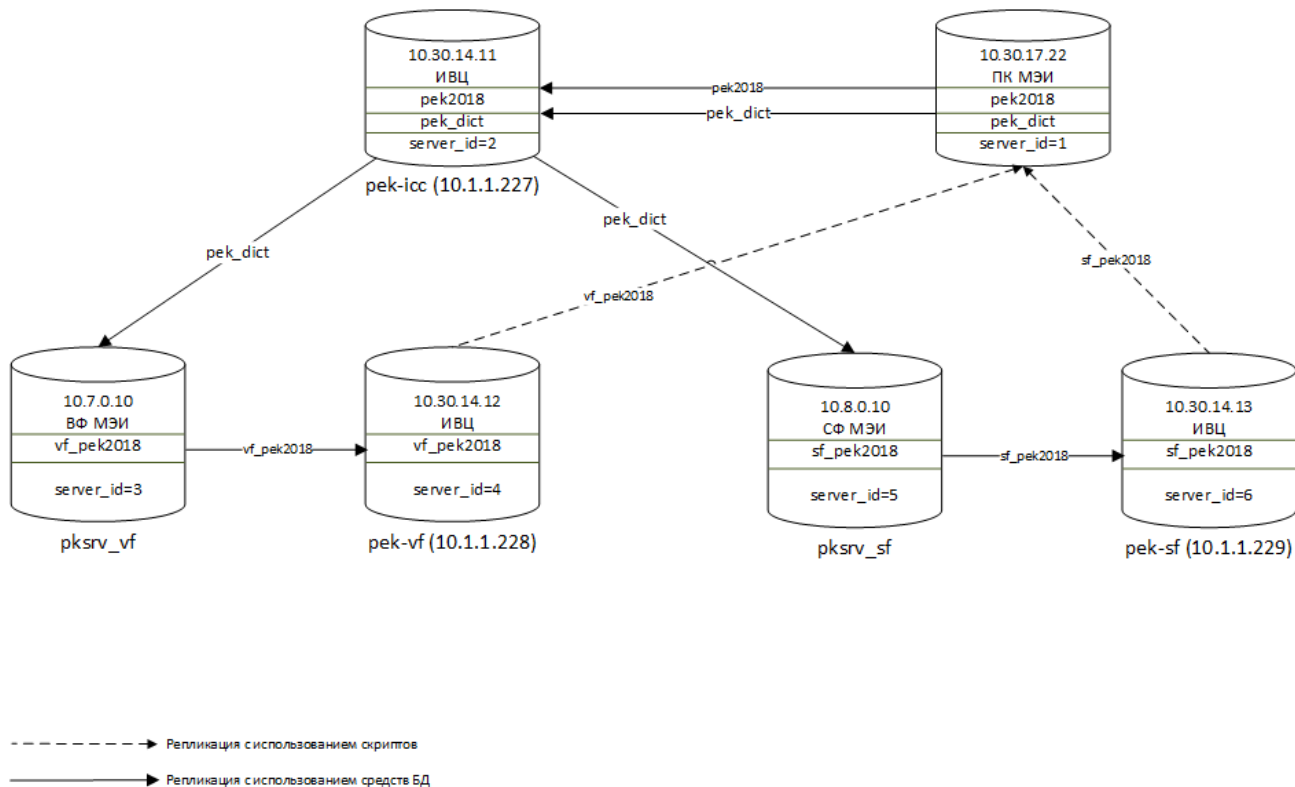 10.30.14.11
ИВЦ
pek2018
pek_dict
server_id=2
pek-icc (10.1.1.227)
pek2018
pek_dict
10.30.17.22
ПК МЭИ
pek2018
pek_dict
server_id=1
pek_dict
pek_dict
vf_pek2018
sf_pek2018
10.7.0.10
ВФ МЭИ
vf_pek2018
server_id=3
pksrv_vf
vf_pek2018
10.30.14.12
ИВЦ
vf_pek2018
server_id=4
pek-vf (10.1.1.228)
10.8.0.10
СФ МЭИ
sf_pek2018
server_id=5
pksrv_sf
sf_pek2018
10.30.14.13
ИВЦ
sf_pek2018
server_id=6
pek-sf (10.1.1.229)
Репликация с использованием скриптов
Репликация с использованием средств БД